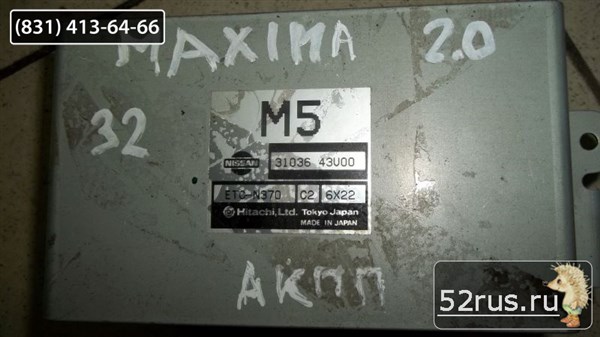 (831) 413-64-66
MAXIMA 2.0
32
M5
NISSAN 31036 43U00
ETC-N37D C2 6X22
Hitachi, Ltd. Tokyo Japan
MADE IN JAPAN
АКПП
52rus.ru